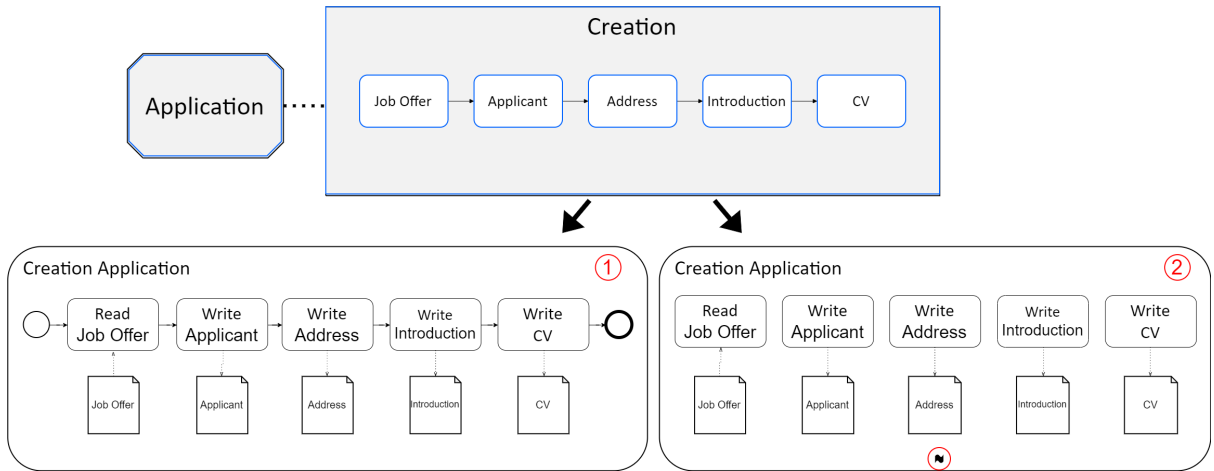 Creation
Application
Job Offer
Applicant
Address
Introduction
CV
Creation Application
1
Read
Job Offer
Write
Applicant
Write
Address
Write
Introduction
Write
CV
Job Offer
Applicant
Address
Introduction
CV
Creation Application
2
Read
Job Offer
Write
Applicant
Write
Address
Write
Introduction
Write
CV
Job Offer
Applicant
Address
Introduction
CV
~